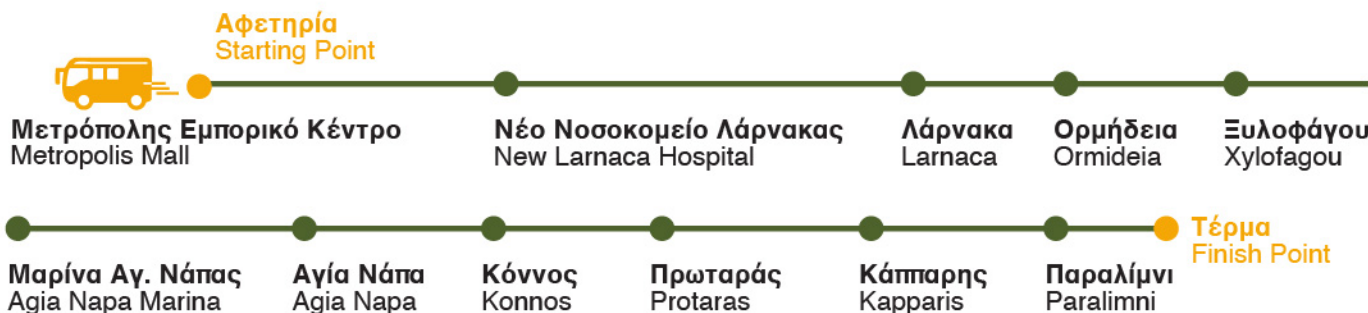 Αφετηρία
Starting Point
Μετρόπολης Εμπορικό Κέντρο
Metropolis Mall
Νέο Νοσοκομείο Λάρνακας
New Larnaca Hospital
Λάρνακα
Larnaca
Ορμήδεια
Ormideia
Ξυλοφάγου
Xylofagou
Μαρίνα Αγ. Νάπας
Agia Napa Marina
Αγία Νάπα
Agia Napa
Κόννος
Konnos
Πρωταράς
Protaras
Κάππαρης
Kapparis
Παραλίμνι
Paralimni
Τέρμα
Finish Point